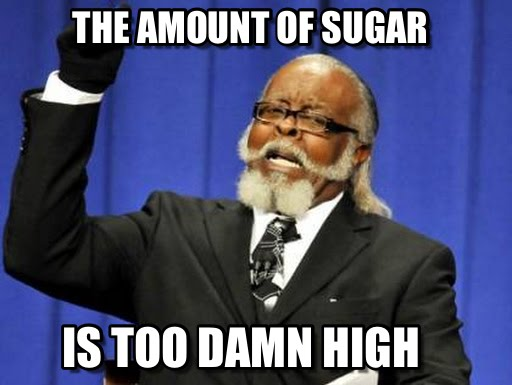 THE AMOUNT OF SUGAR
IS TOO DAMN HIGH